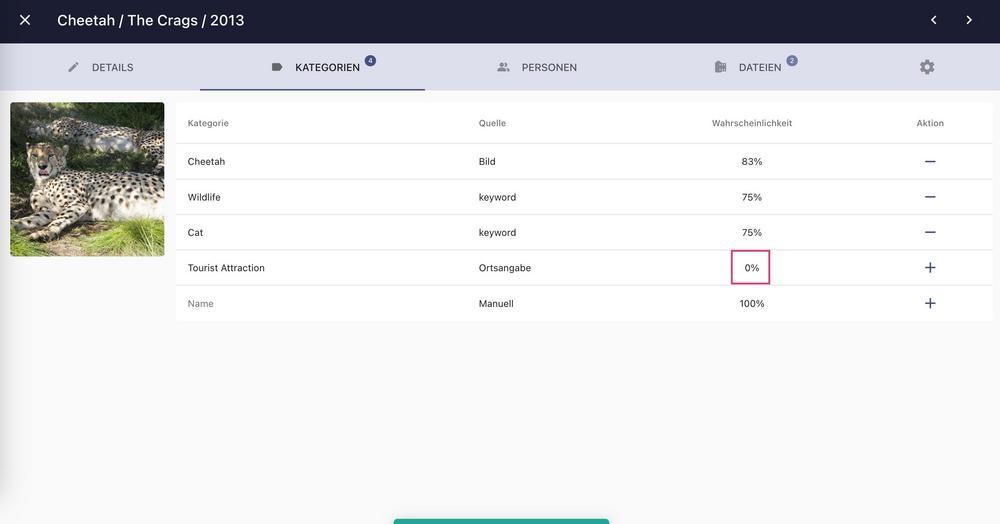 Cheetah / The Crags / 2013
DETAILS KATEGORIEN 4 PERSONEN DATEIEN 2
Kategorie Quelle Wahrscheinlichkeit Aktion
Cheetah Bild 83% −
Wildlife keyword 75% −
Cat keyword 75% −
Tourist Attraction Ortsangabe 0% +
Name Manuell 100% +